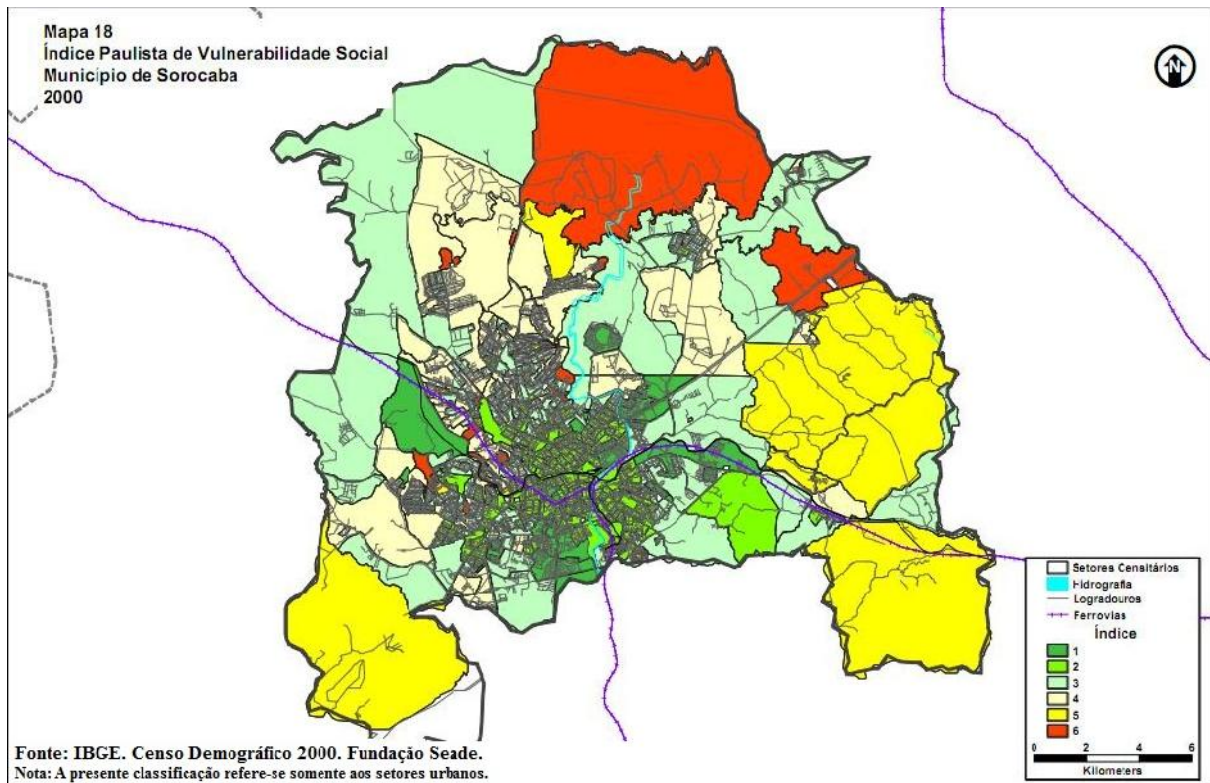 Mapa 18
Índice Paulista de Vulnerabilidade Social
Município de Sorocaba
2000
N
Setores Censitários
Hidrografia
Logradouros
Ferrovias
Índice
1
2
3
4
5
6
0 2 4 6
Kilometers
Fonte: IBGE. Censo Demográfico 2000. Fundação Seade.
Nota: A presente classificação refere-se somente aos setores urbanos.